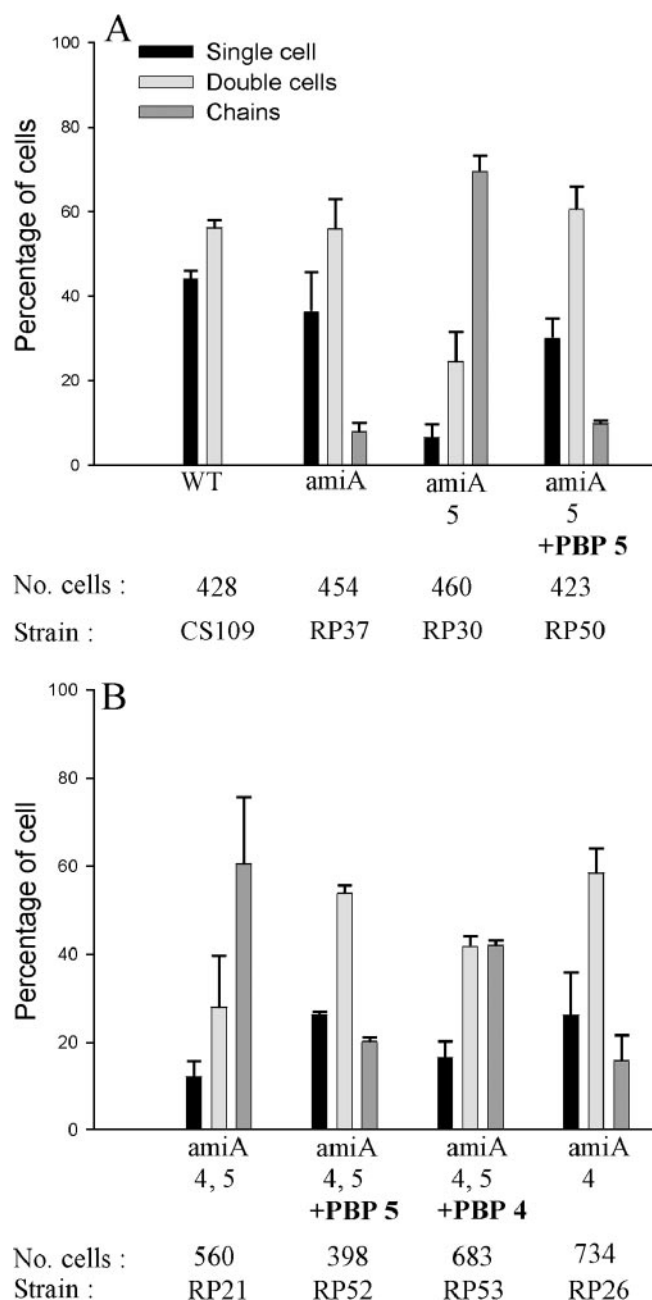 A
Single cell
Double cells
Chains
Percentage of cells
100
80
60
40
20
0
WT amiA amiA amiA
5 5
+PBP 5
No. cells : 428 454 460 423
Strain : CS109 RP37 RP30 RP50
B
Percentage of cell
100
80
60
40
20
0
amiA amiA amiA amiA
4, 5 4, 5 4, 5 4
+PBP 5 +PBP 4
No. cells : 560 398 683 734
Strain : RP21 RP52 RP53 RP26